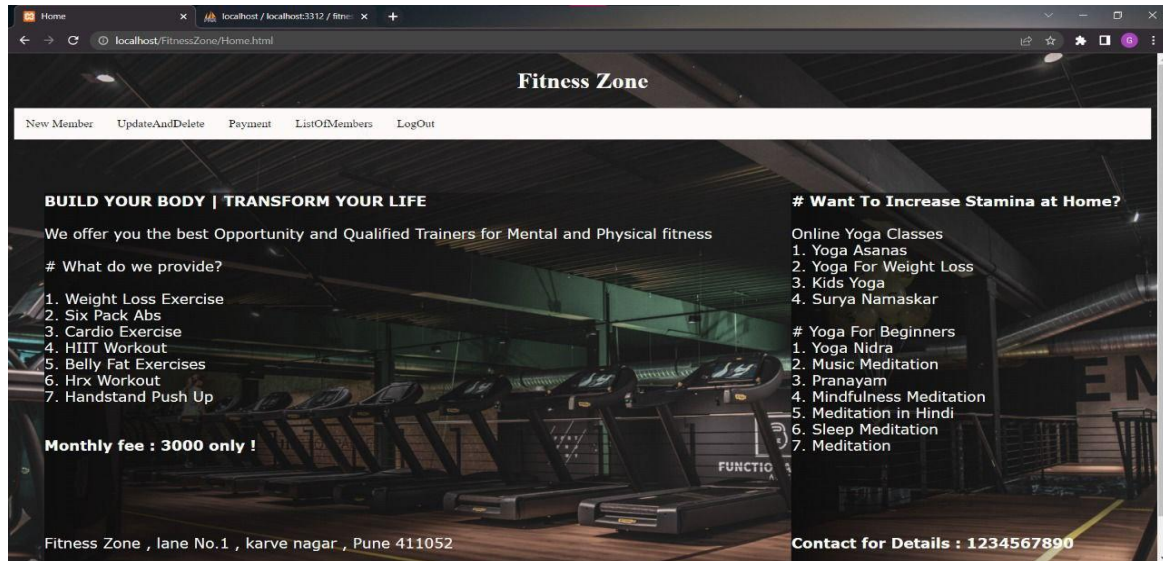 Home
localhost / localhost:3312 / fitne
localhost/FitnessZone/Home.html
G
Fitness Zone
New Member UpdateAndDelete Payment ListOfMembers LogOut
BUILD YOUR BODY | TRANSFORM YOUR LIFE
We offer you the best Opportunity and Qualified Trainers for Mental and Physical fitness
# What do we provide?
1. Weight Loss Exercise
2. Six Pack Abs
3. Cardio Exercise
4. HIIT Workout
5. Belly Fat Exercises
6. Hrx Workout
7. Handstand Push Up
Monthly fee : 3000 only !
Fitness Zone , lane No.1 , karve nagar , Pune 411052
# Want To Increase Stamina at Home?
Online Yoga Classes
1. Yoga Asanas
2. Yoga For Weight Loss
3. Kids Yoga
4. Surya Namaskar
# Yoga For Beginners
1. Yoga Nidra
2. Music Meditation
3. Pranayam
4. Mindfulness Meditation
5. Meditation in Hindi
6. Sleep Meditation
7. Meditation
Contact for Details : 1234567890